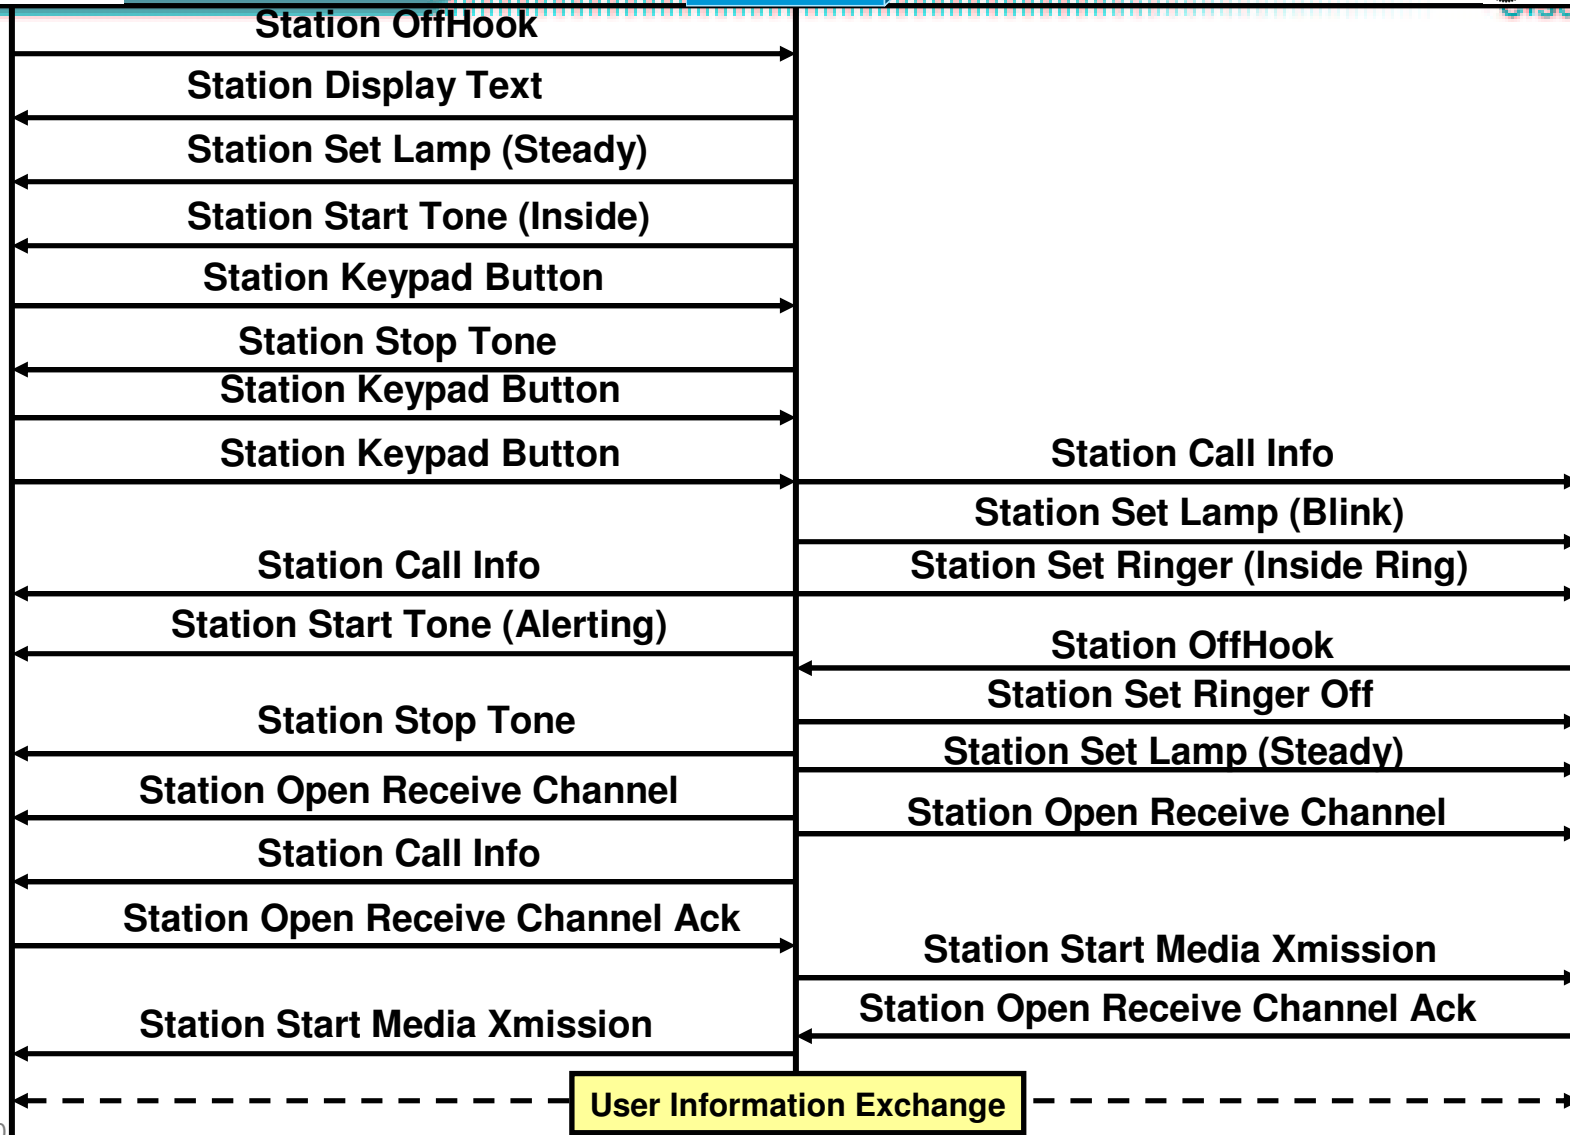 Station OffHook
Station Display Text
Station Set Lamp (Steady)
Station Start Tone (Inside)
Station Keypad Button
Station Stop Tone
Station Keypad Button
Station Keypad Button
Station Call Info
Station Set Lamp (Blink)
Station Call Info
Station Set Ringer (Inside Ring)
Station Start Tone (Alerting)
Station OffHook
Station Set Ringer Off
Station Stop Tone
Station Set Lamp (Steady)
Station Open Receive Channel
Station Open Receive Channel
Station Call Info
Station Open Receive Channel Ack
Station Start Media Xmission
Station Open Receive Channel Ack
Station Start Media Xmission
User Information Exchange